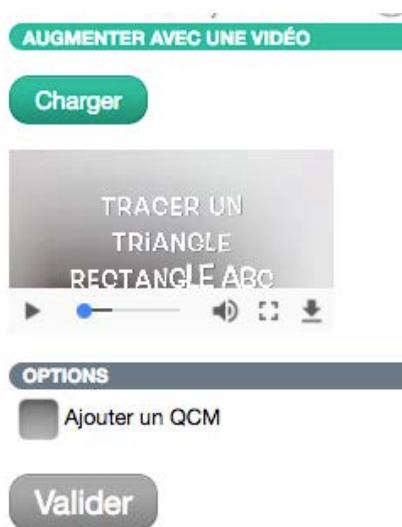 AUGMENTER AVEC UNE VIDÉO
Charger
TRACER UN
TRiANGLE
RECTANGLE ABC
OPTIONS
Ajouter un QCM
Valider